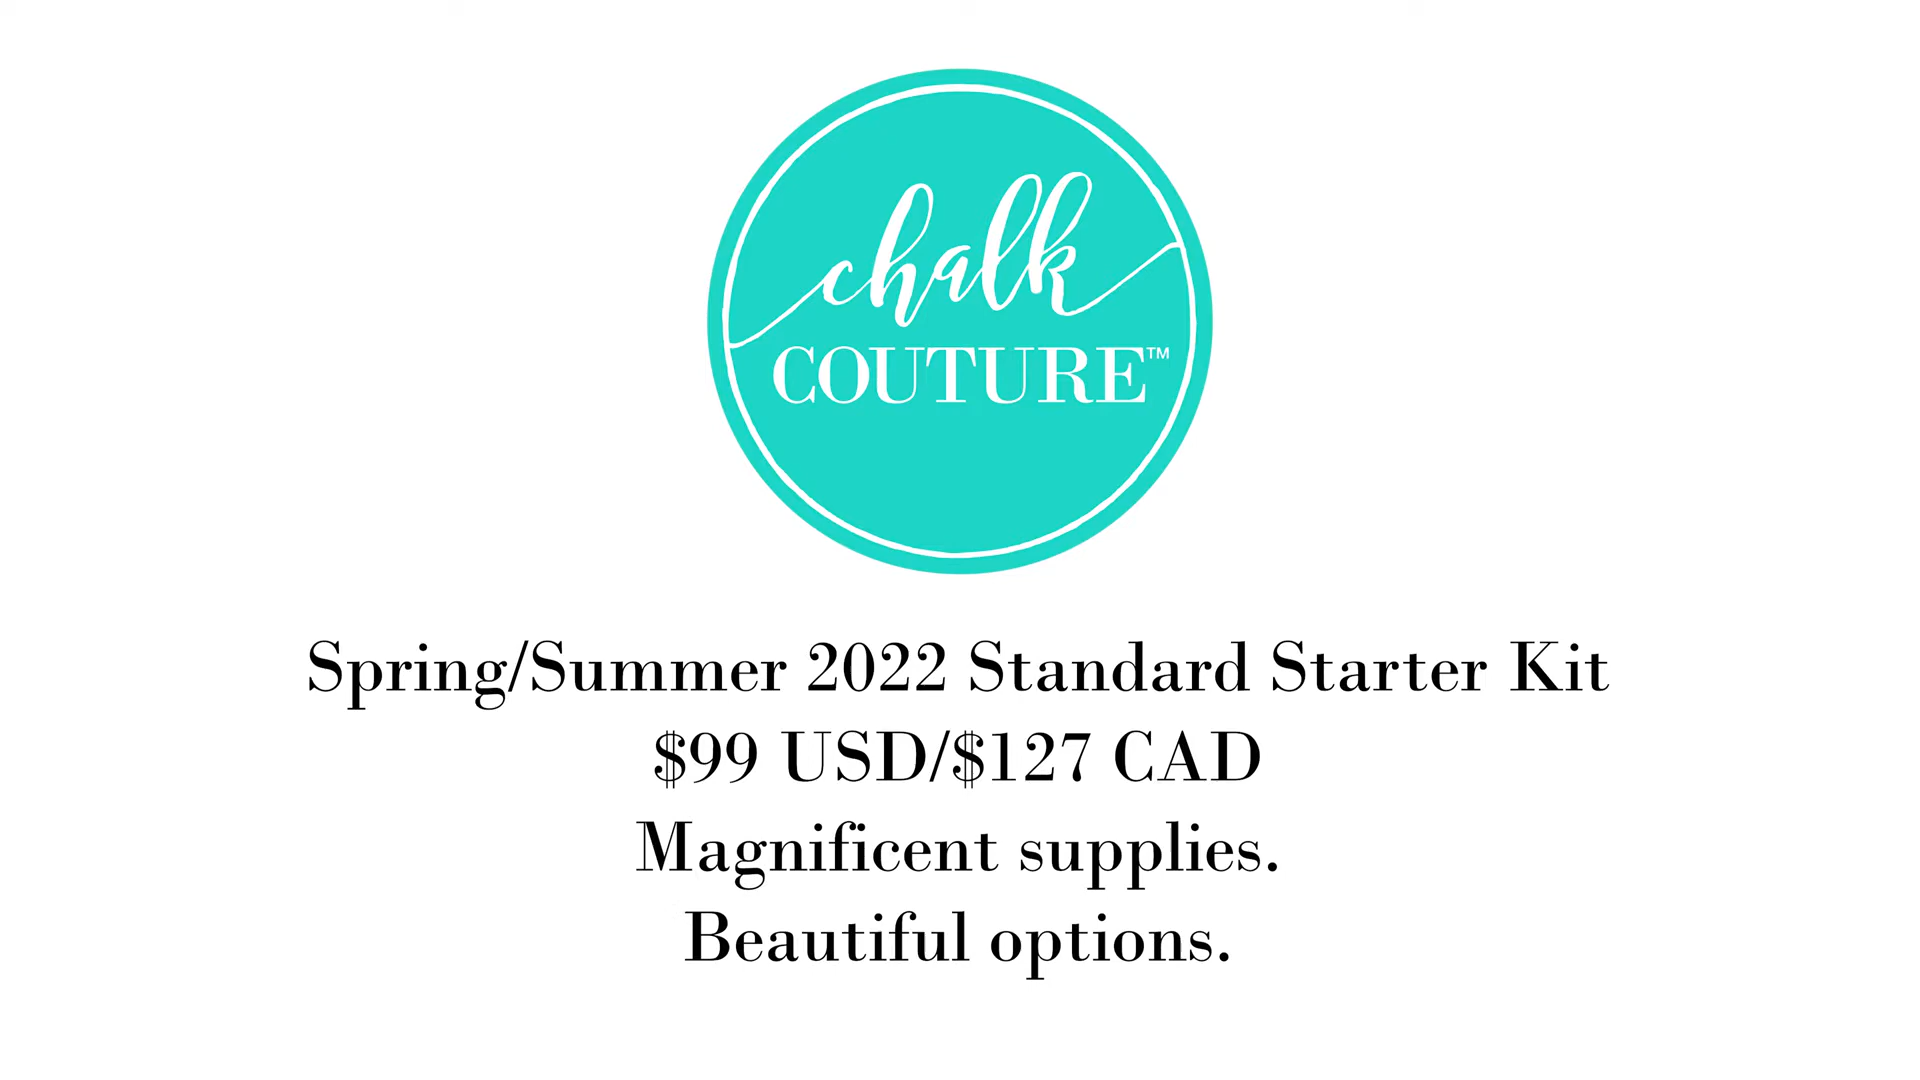 chalk
COUTURE™
Spring/Summer 2022 Standard Starter Kit
$99 USD/$127 CAD
Magnificent supplies.
Beautiful options.